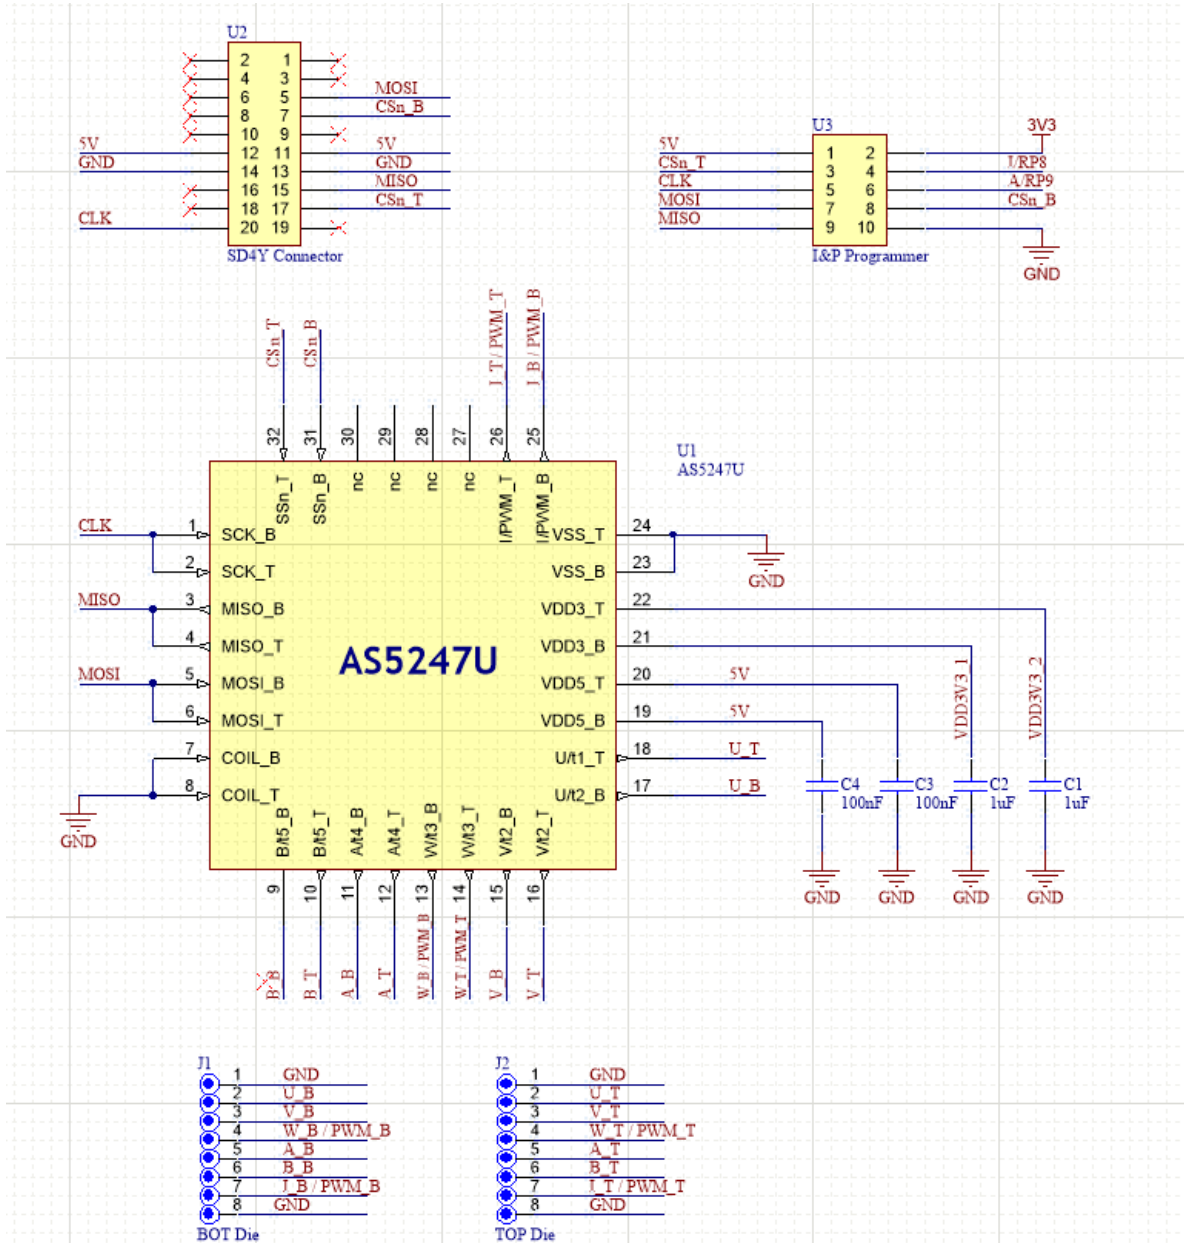 U2
2 1
4 3
6 5 MOSI
8 7 CSn_B
10 9
5V 12 11 5V
GND 14 13 GND
16 15 MISO
18 17 CSn_T
CLK 20 19
SD4Y Connector
U3
3V3
5V 1 2
CSn_T 3 4 I/RP8
CLK 5 6 A/RP9
MOSI 7 8 CSn_B
MISO 9 10
I&P Programmer
GND
CSn_T
CSn_B
I_T / PWM_T
I_B / PWM_B
32 31 30 29 28 27 26 25
SSn_T SSn_B nc nc nc nc I/PWM_T I/PWM_B
U1
AS5247U
CLK 1 SCK_B VSS_T 24
GND
2 SCK_T VSS_B 23
MISO 3 MISO_B VDD3_T 22
4 MISO_T VDD3_B 21
AS5247U
MOSI 5 MOSI_B VDD5_T 20 5V
6 MOSI_T VDD5_B 19 5V
VDD3V3_1
VDD3V3_2
7 COIL_B U/t1_T 18 U_T
8 COIL_T U/t2_B 17 U_B
GND
C4
100nF
C3
100nF
C2
1uF
C1
1uF
GND GND GND GND
B/t5_B B/t5_T A/t4_B A/t4_T W/t3_B W/t3_T V/t2_B V/t2_T
9 10 11 12 13 14 15 16
B_B B_T A_B A_T W_B / PWM_B W_T / PWM_T V_B V_T
J1
1 GND
2 U_B
3 V_B
4 W_B / PWM_B
5 A_B
6 B_B
7 I_B / PWM_B
8 GND
BOT Die
J2
1 GND
2 U_T
3 V_T
4 W_T / PWM_T
5 A_T
6 B_T
7 I_T / PWM_T
8 GND
TOP Die